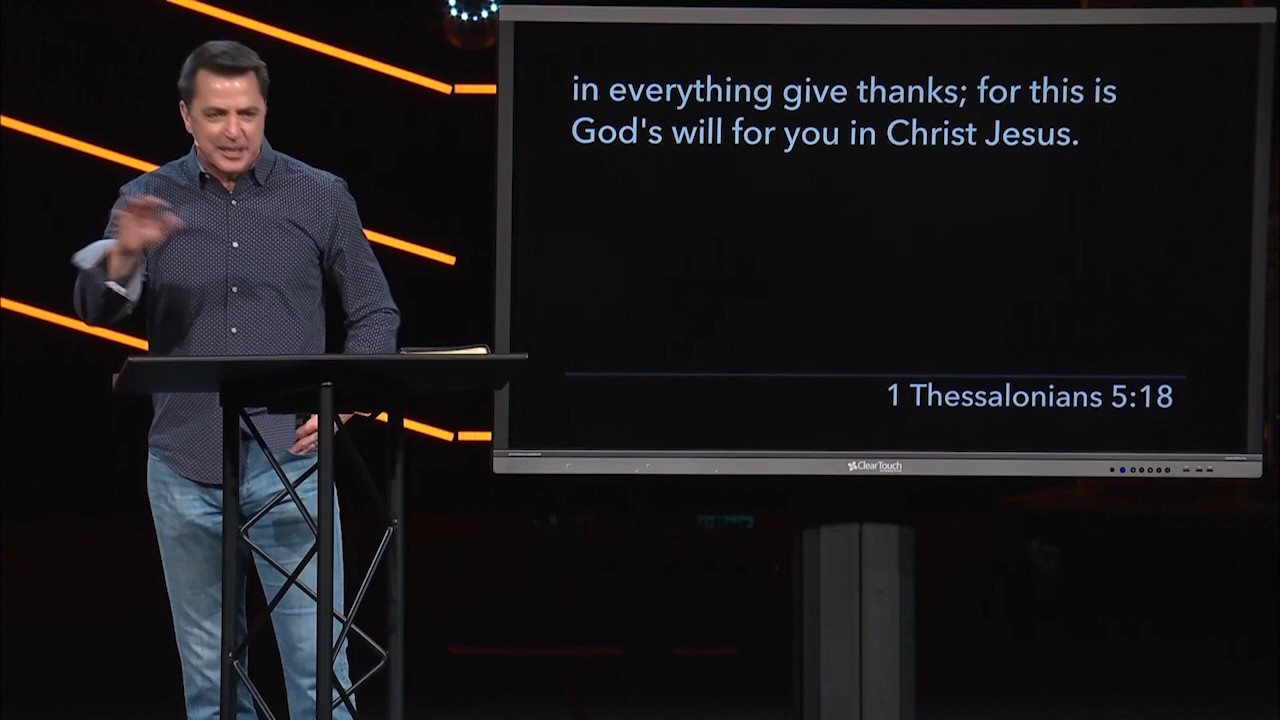 in everything give thanks; for this is
God's will for you in Christ Jesus.
1 Thessalonians 5:18
ClearTouch